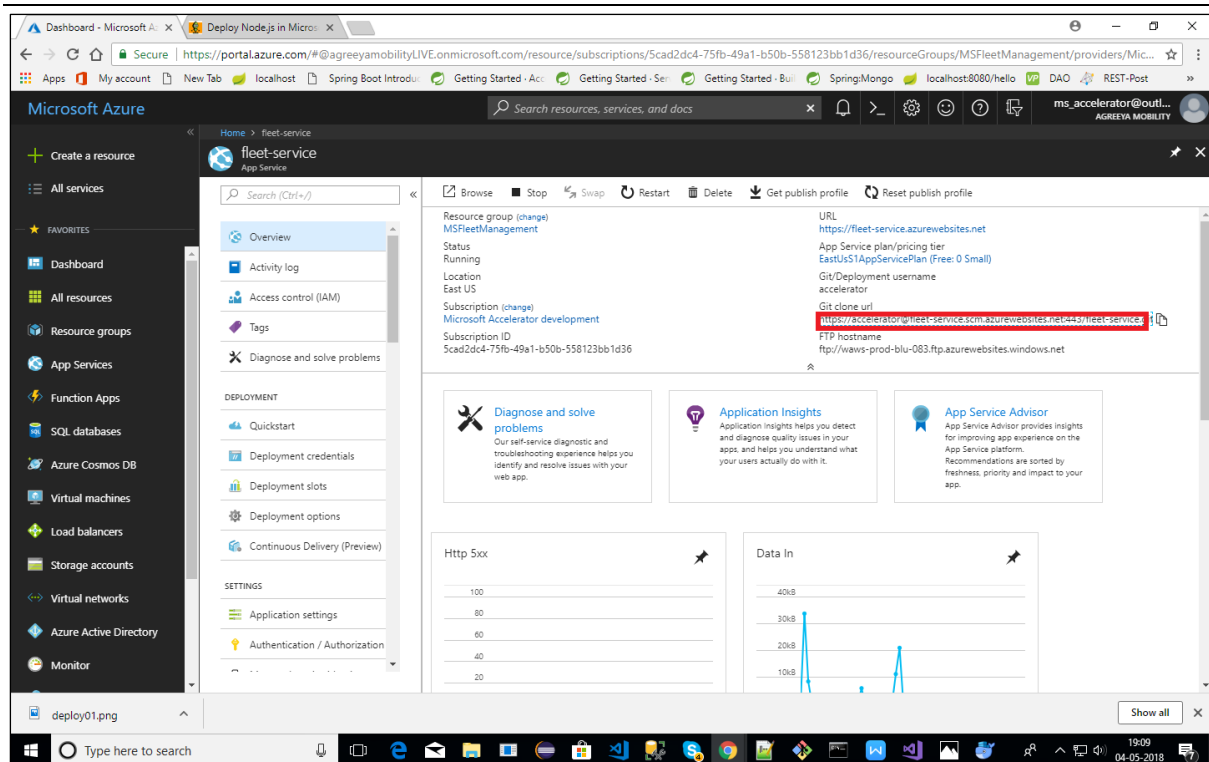 Dashboard - Microsoft A
Deploy Node.js in Micros
Secure
https://portal.azure.com/#@agreeyamobilityLIVE.onmicrosoft.com/resource/subscriptions/5cad2dc4-75fb-49a1-b50b-558123bb1d36/resourceGroups/MSFleetManagement/providers/Mic...
Apps My account New Tab localhost Spring Boot Introdu Getting Started · Acc Getting Started · Ser Getting Started · Bui Spring:Mongo localhost:8080/hello VP DAO REST-Post »
Microsoft Azure
Search resources, services, and docs
ms_accelerator@outl...
AGREEYA MOBILITY
Home > fleet-service
fleet-service
App Service
Create a resource
All services
FAVORITES
Dashboard
All resources
Resource groups
App Services
Function Apps
SQL databases
Azure Cosmos DB
Virtual machines
Load balancers
Storage accounts
Virtual networks
Azure Active Directory
Monitor
Search (Ctrl+/)
Overview
Activity log
Access control (IAM)
Tags
Diagnose and solve problems
DEPLOYMENT
Quickstart
Deployment credentials
Deployment slots
Deployment options
Continuous Delivery (Preview)
SETTINGS
Application settings
Authentication / Authorization
Browse Stop Swap Restart Delete Get publish profile Reset publish profile
Resource group (change)
MSFleetManagement
Status
Running
Location
East US
Subscription (change)
Microsoft Accelerator development
Subscription ID
5cad2dc4-75fb-49a1-b50b-558123bb1d36
URL
https://fleet-service.azurewebsites.net
App Service plan/pricing tier
EastUsS1AppServicePlan (Free: 0 Small)
Git/Deployment username
accelerator
Git clone url
https://accelerator@fleet-service.scm.azurewebsites.net:443/fleet-service.
FTP hostname
ftp://waws-prod-blu-083.ftp.azurewebsites.windows.net
Diagnose and solve
problems
Our self-service diagnostic and
troubleshooting experience helps you
identify and resolve issues with your
web app.
Application Insights
Application Insights helps you detect
and diagnose quality issues in your
apps, and helps you understand what
your users actually do with it.
App Service Advisor
App Service Advisor provides insights
for improving app experience on the
App Service platform.
Recommendations are sorted by
freshness, priority and impact to your
app.
Http 5xx
100
80
60
40
20
Data In
40kB
30kB
20kB
10kB
deploy01.png
Show all
Type here to search
19:09
04-05-2018